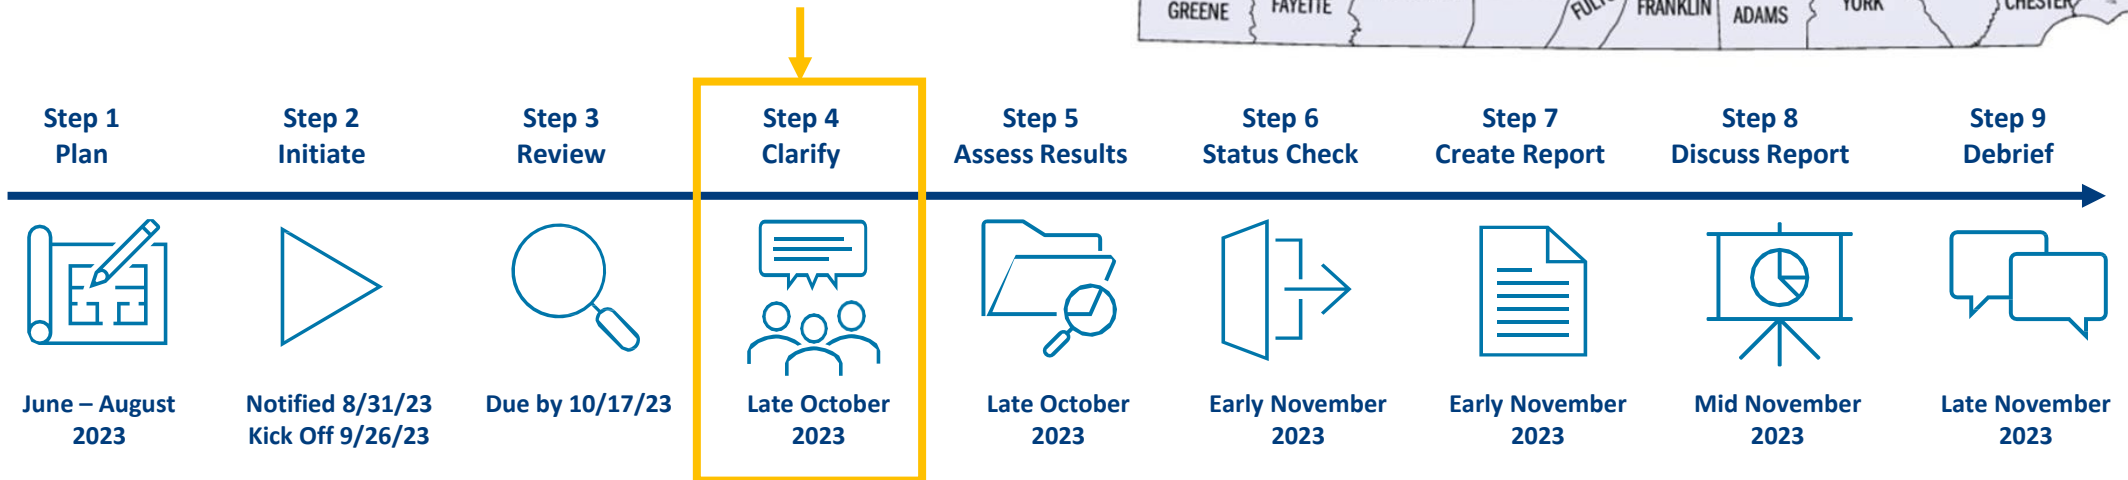 GREENE
FAYETTE
FRANKLIN
ADAMS
YORK
CHESTER
Step 1
Plan
Step 2
Initiate
Step 3
Review
Step 4
Clarify
Step 5
Assess Results
Step 6
Status Check
Step 7
Create Report
Step 8
Discuss Report
Step 9
Debrief
June – August
2023
Notified 8/31/23
Kick Off 9/26/23
Due by 10/17/23
Late October
2023
Late October
2023
Early November
2023
Early November
2023
Mid November
2023
Late November
2023